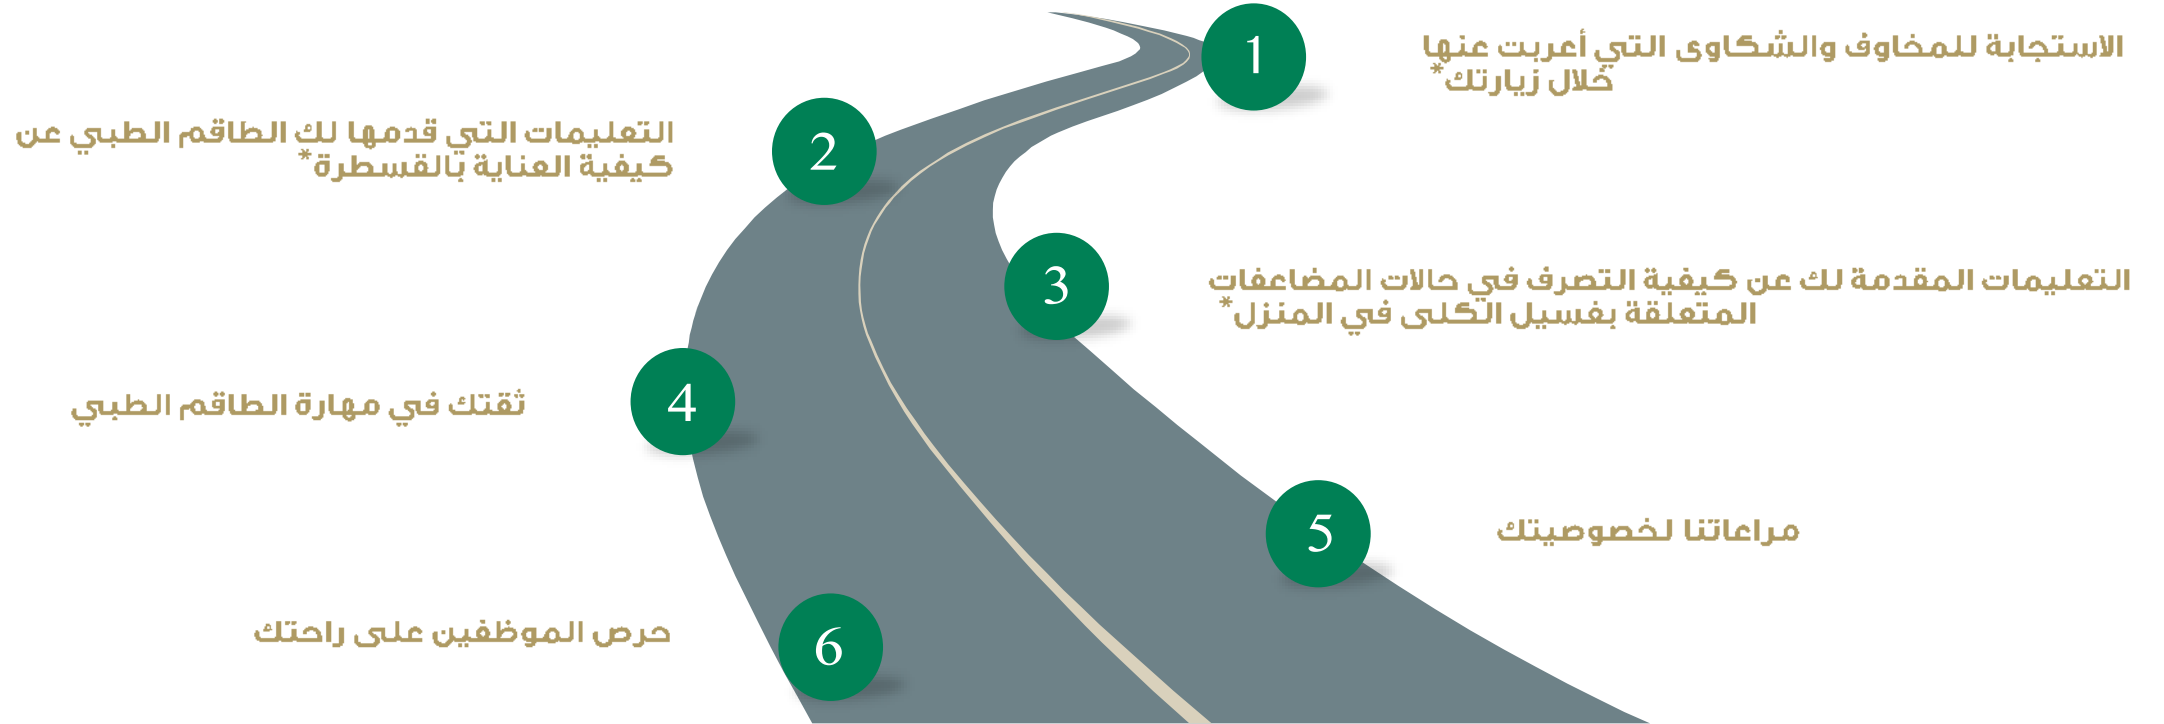 1
الاستجابة للمخاوف والشكاوى التي أعربت عنها
خلال زيارتك*
2
التعليمات التي قدمها لك الطاقم الطبي عن
كيفية العناية بالقسطرة*
3
التعليمات المقدمة لك عن كيفية التصرف في حالات المضاعفات
المتعلقة بغسيل الكلى في المنزل*
4
ثقتك في مهارة الطاقم الطبي
5
مراعاتنا لخصوصيتك
6
حرص الموظفين على راحتك